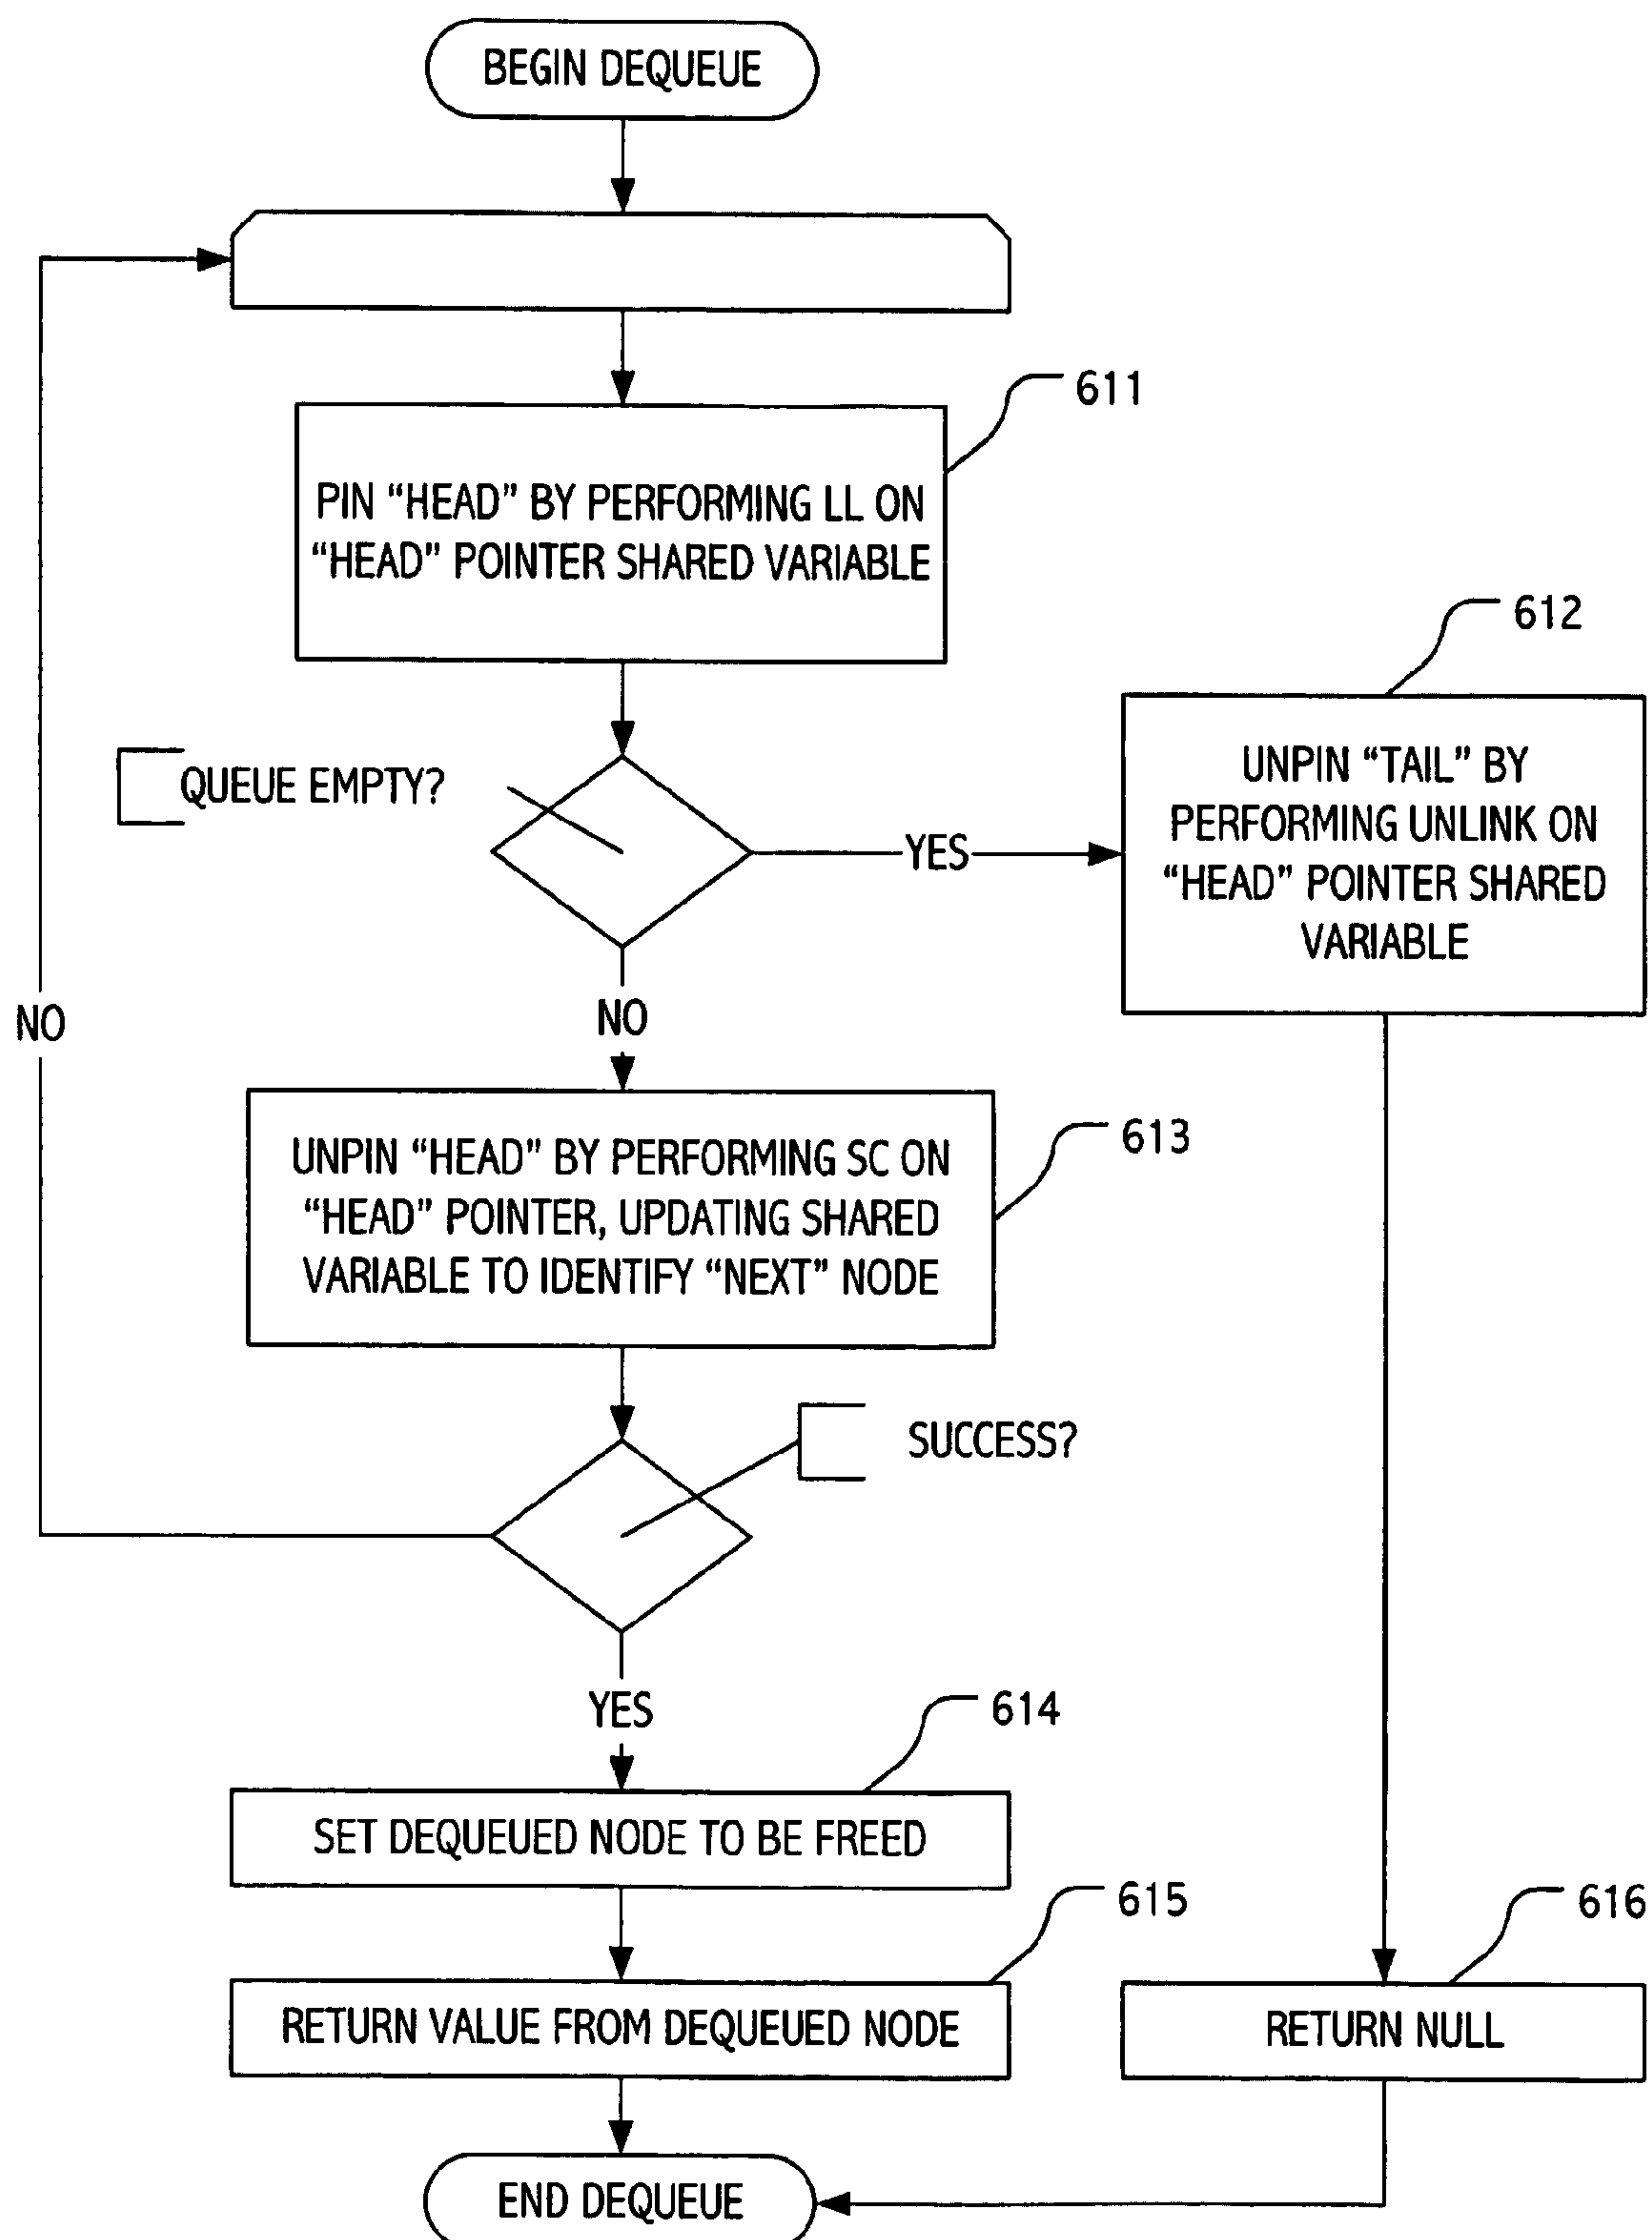 BEGIN DEQUEUE
611
PIN “HEAD” BY PERFORMING LL ON
“HEAD” POINTER SHARED VARIABLE
612
UNPIN “TAIL” BY
PERFORMING UNLINK ON
“HEAD” POINTER SHARED
VARIABLE
QUEUE EMPTY?
YES
NO
NO
613
UNPIN “HEAD” BY PERFORMING SC ON
“HEAD” POINTER, UPDATING SHARED
VARIABLE TO IDENTIFY “NEXT” NODE
SUCCESS?
YES
614
SET DEQUEUED NODE TO BE FREED
615
RETURN VALUE FROM DEQUEUED NODE
616
RETURN NULL
END DEQUEUE